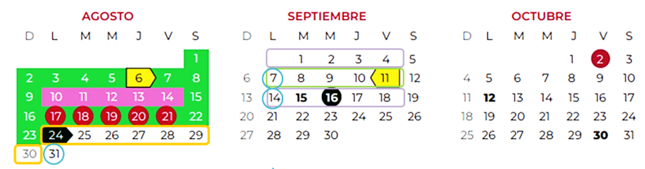 AGOSTO
D L M M J V S
1
2 3 4 5 6 7 8
9 10 11 12 13 14 15
16 17 18 19 20 21 22
23 24 25 26 27 28 29
30 31
SEPTIEMBRE
D L M M J V S
1 2 3 4 5
6 7 8 9 10 11 12
13 14 15 16 17 18 19
20 21 22 23 24 25 26
27 28 29 30
OCTUBRE
D L M M J V S
1 2 3
4 5 6 7 8 9 10
11 12 13 14 15 16 17
18 19 20 21 22 23 24
25 26 27 28 29 30 31